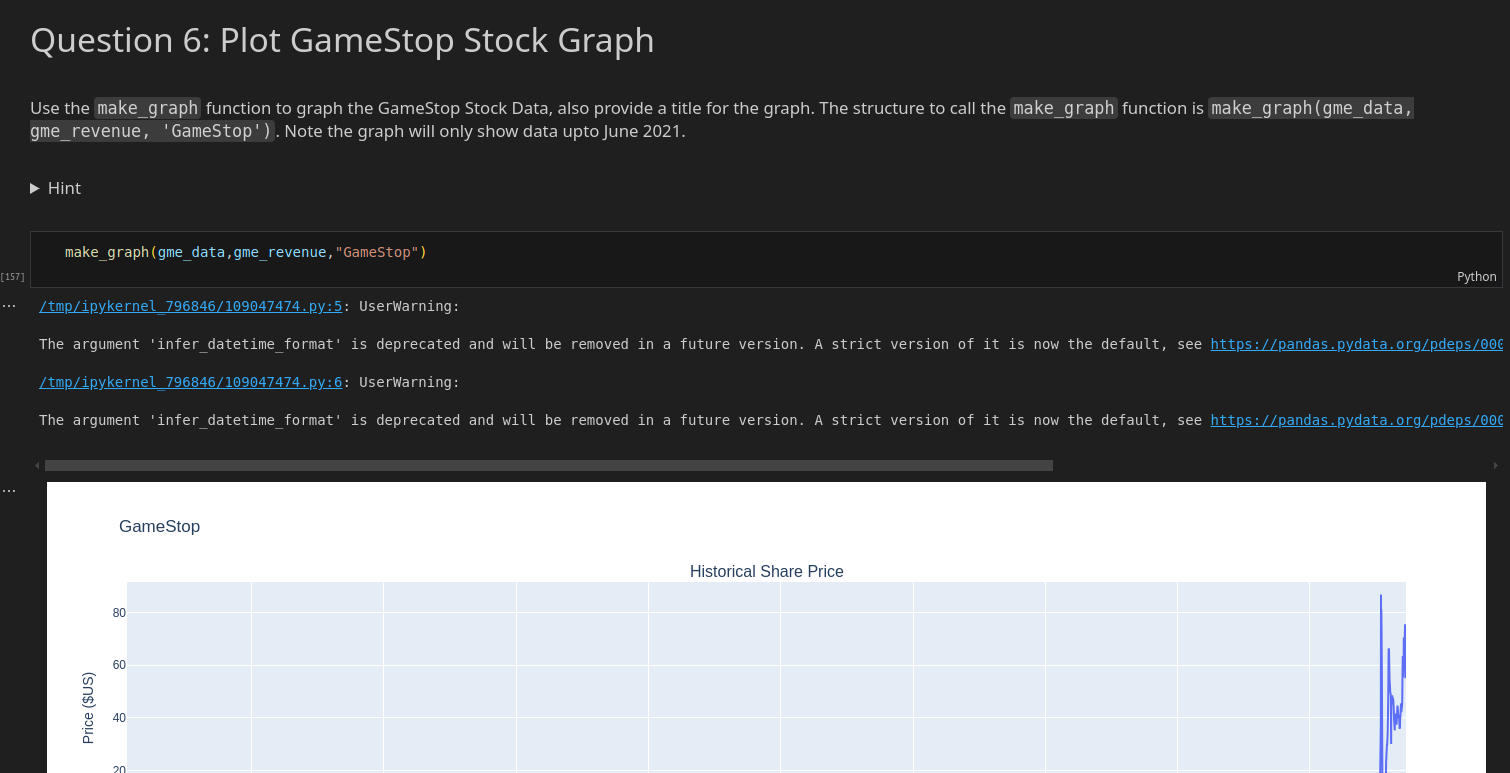 Question 6: Plot GameStop Stock Graph
Use the make_graph function to graph the GameStop Stock Data, also provide a title for the graph. The structure to call the make_graph function is make_graph(gme_data,
gme_revenue, 'GameStop'). Note the graph will only show data upto June 2021.
Hint
make_graph(gme_data,gme_revenue,"GameStop")
[157]
Python
/tmp/ipykernel_796846/109047474.py:5: UserWarning:
The argument 'infer_datetime_format' is deprecated and will be removed in a future version. A strict version of it is now the default, see https://pandas.pydata.org/pdeps/000
/tmp/ipykernel_796846/109047474.py:6: UserWarning:
The argument 'infer_datetime_format' is deprecated and will be removed in a future version. A strict version of it is now the default, see https://pandas.pydata.org/pdeps/000
GameStop
Historical Share Price
80
60
40
20
Price ($US)